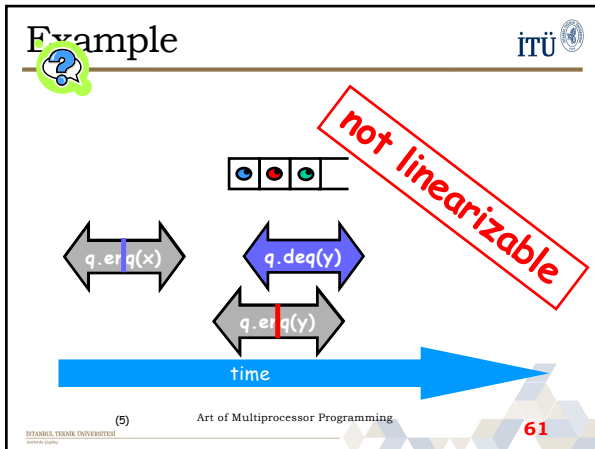 Example
İTÜ
not linearizable
q.enq(x)
q.deq(y)
q.enq(y)
time
(5)
Art of Multiprocessor Programming
61
İSTANBUL TEKNİK ÜNİVERSİTESİ